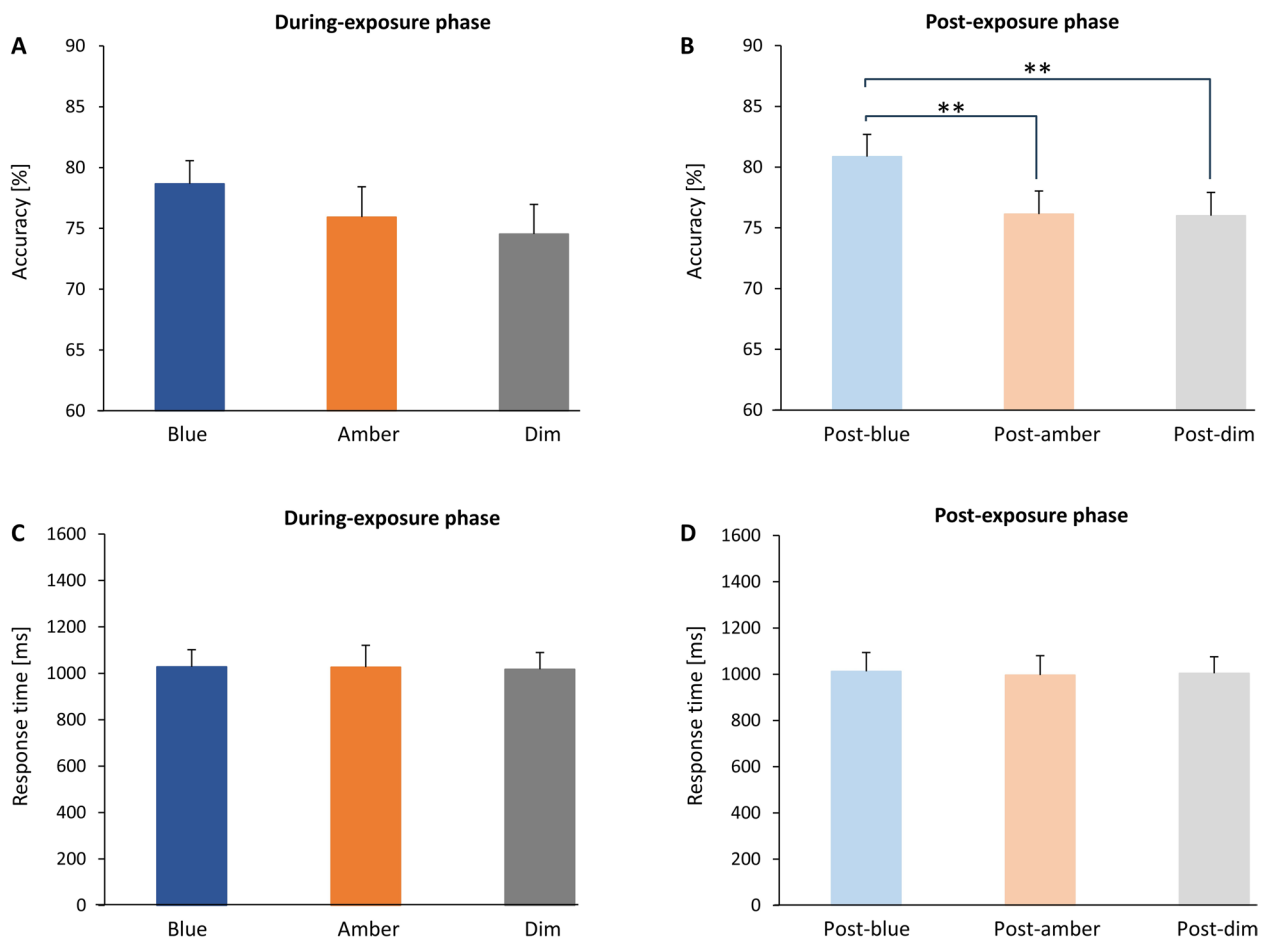 During-exposure phase
A
90
85
80
75
70
65
60
Accuracy [%]
Blue Amber Dim
Post-exposure phase
B
90
85
80
75
70
65
60
Accuracy [%]
**
**
Post-blue Post-amber Post-dim
During-exposure phase
C
1600
1400
1200
1000
800
600
400
200
0
Response time [ms]
Blue Amber Dim
Post-exposure phase
D
1600
1400
1200
1000
800
600
400
200
0
Response time [ms]
Post-blue Post-amber Post-dim